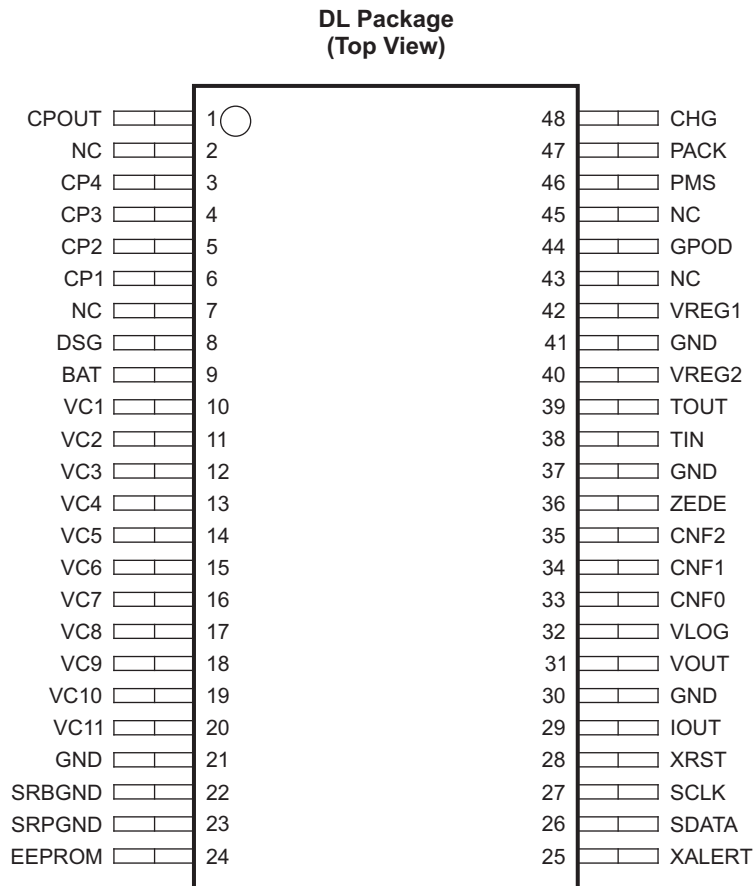 DL Package
(Top View)
CPOUT 1 48 CHG
NC 2 47 PACK
CP4 3 46 PMS
CP3 4 45 NC
CP2 5 44 GPOD
CP1 6 43 NC
NC 7 42 VREG1
DSG 8 41 GND
BAT 9 40 VREG2
VC1 10 39 TOUT
VC2 11 38 TIN
VC3 12 37 GND
VC4 13 36 ZEDE
VC5 14 35 CNF2
VC6 15 34 CNF1
VC7 16 33 CNF0
VC8 17 32 VLOG
VC9 18 31 VOUT
VC10 19 30 GND
VC11 20 29 IOUT
GND 21 28 XRST
SRBGND 22 27 SCLK
SRPGND 23 26 SDATA
EEPROM 24 25 XALERT